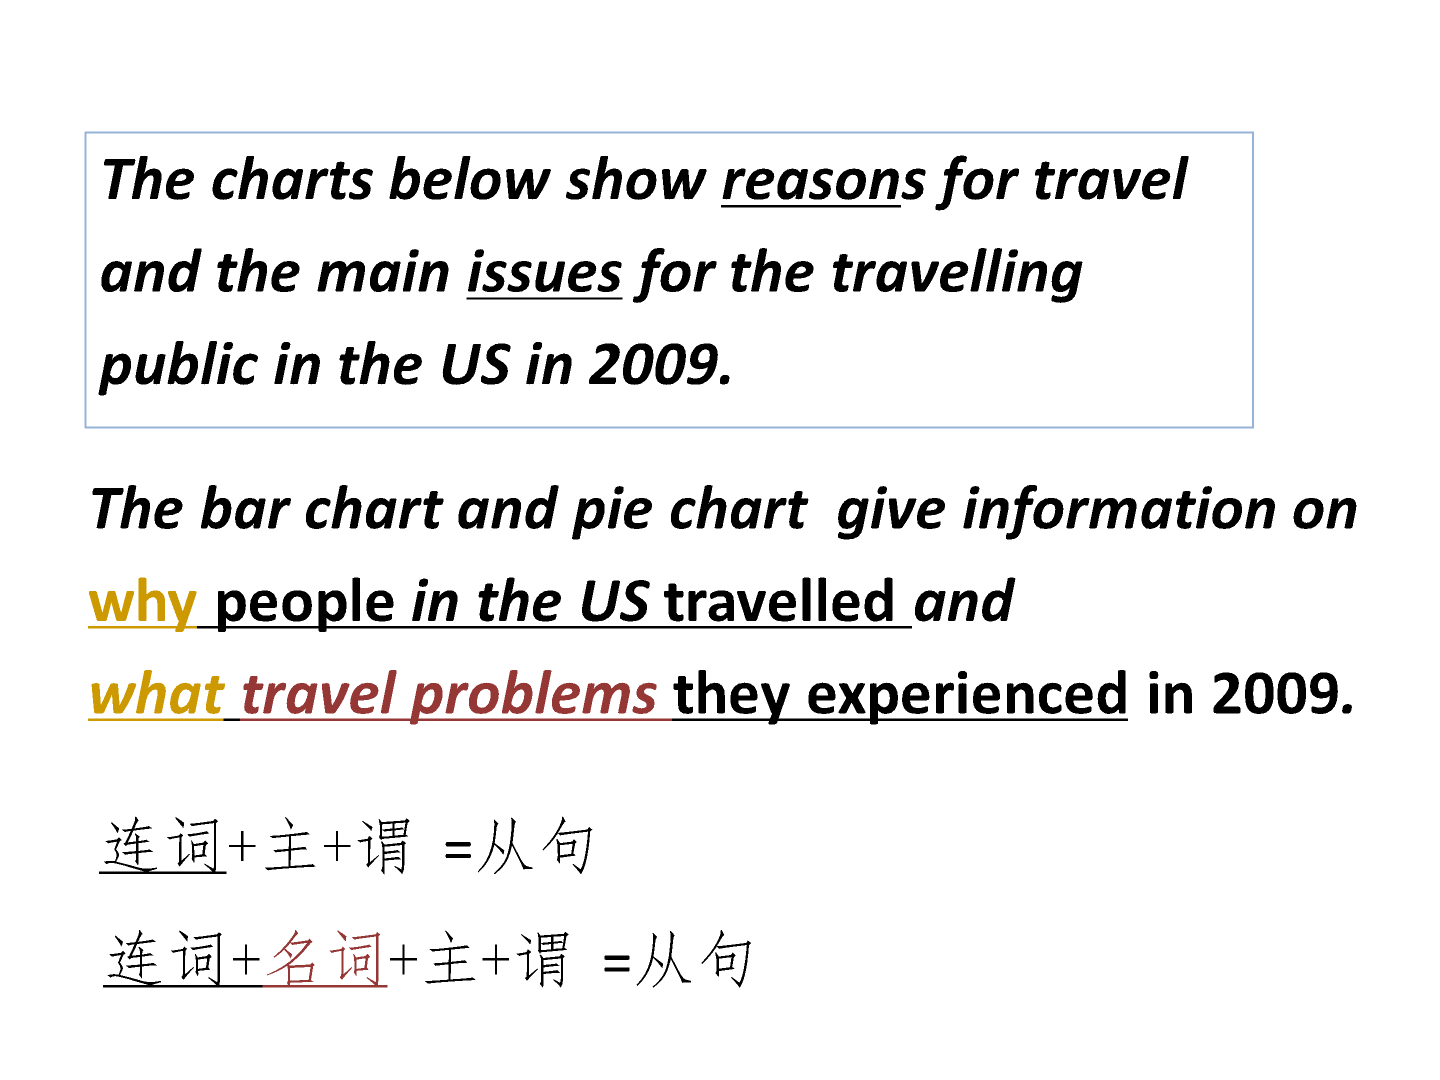 The charts below show reasons for travel
and the main issues for the travelling
public in the US in 2009.
The bar chart and pie chart  give information on
why people in the US travelled and
what travel problems they experienced in 2009.
连词+主+谓 =从句
连词+名词+主+谓 =从句